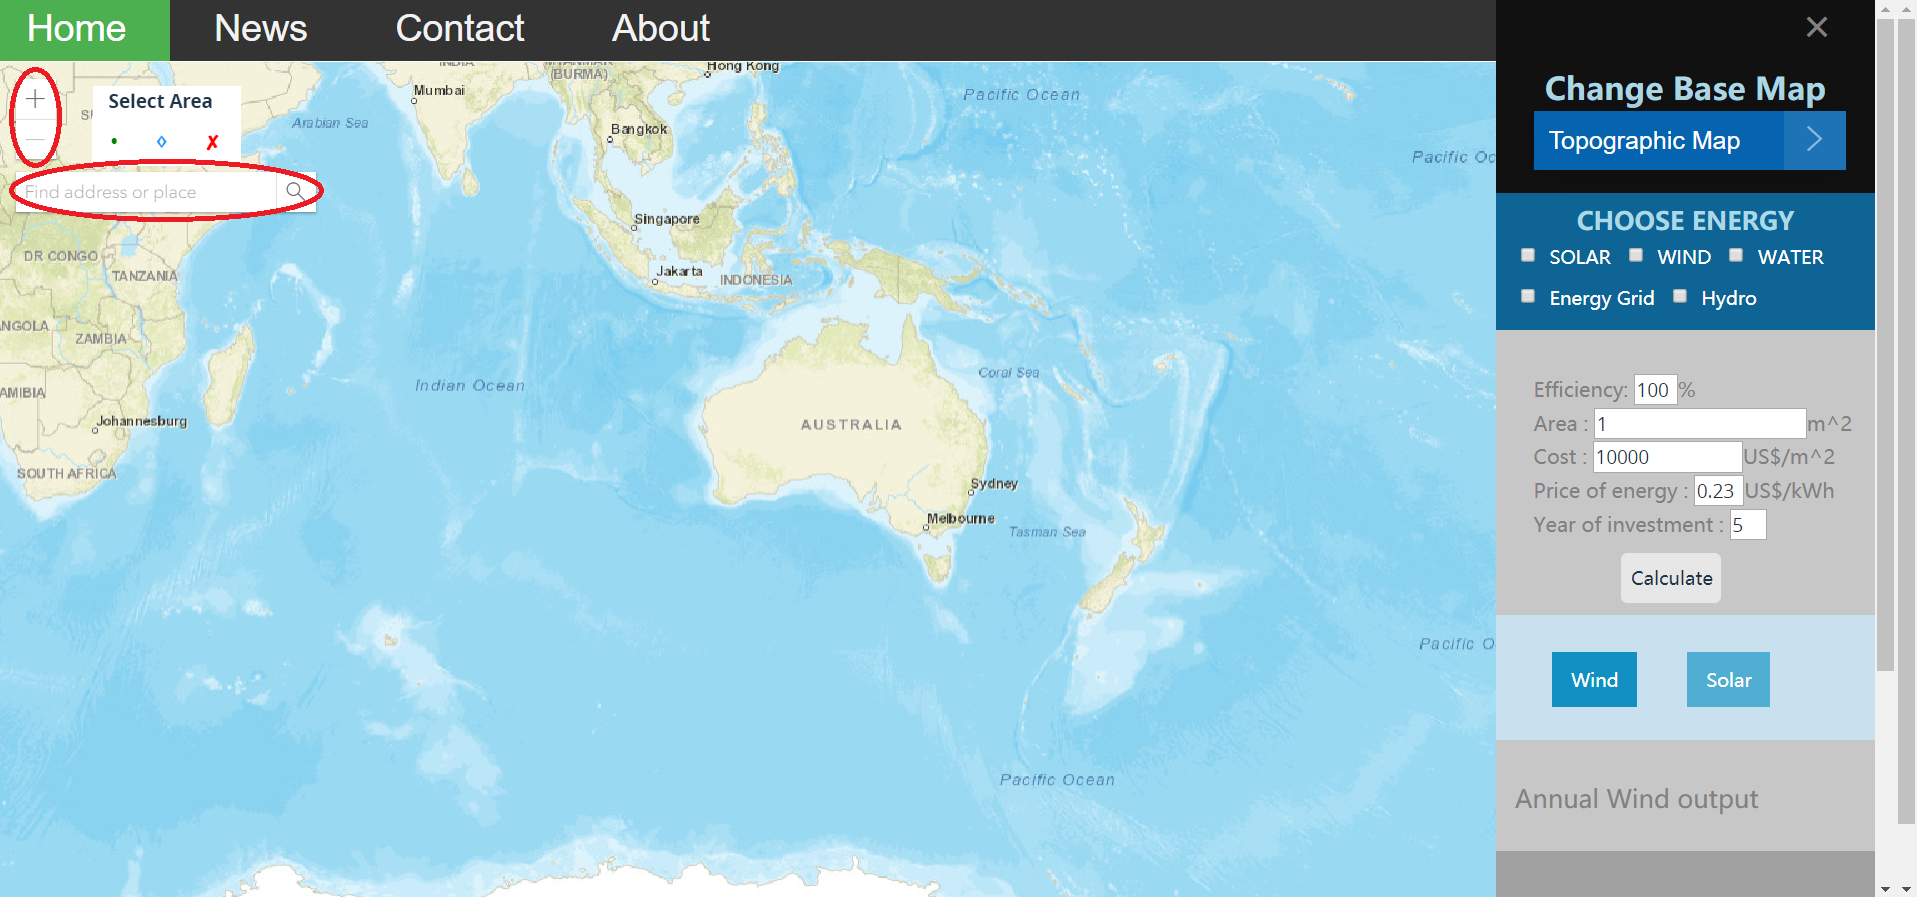 Home News Contact About
Select Area
Find address or place
INDIA
MYANMAR
(BURMA)
Hong Kong
Mumbai
Pacific Ocean
Arabian Sea
Bangkok
Pacific Oc
Singapore
DR CONGO
TANZANIA
Jakarta
INDONESIA
NGOLA
ZAMBIA
Coral Sea
Indian Ocean
AMIBIA
Johannesburg
AUSTRALIA
SOUTH AFRICA
Sydney
Melbourne
Tasman Sea
Pacific O
Pacific Ocean
Change Base Map
Topographic Map
CHOOSE ENERGY
SOLAR WIND WATER
Energy Grid Hydro
Efficiency: 100 %
Area : 1 m^2
Cost : 10000 US$/m^2
Price of energy : 0.23 US$/kWh
Year of investment : 5
Calculate
Wind Solar
Annual Wind output